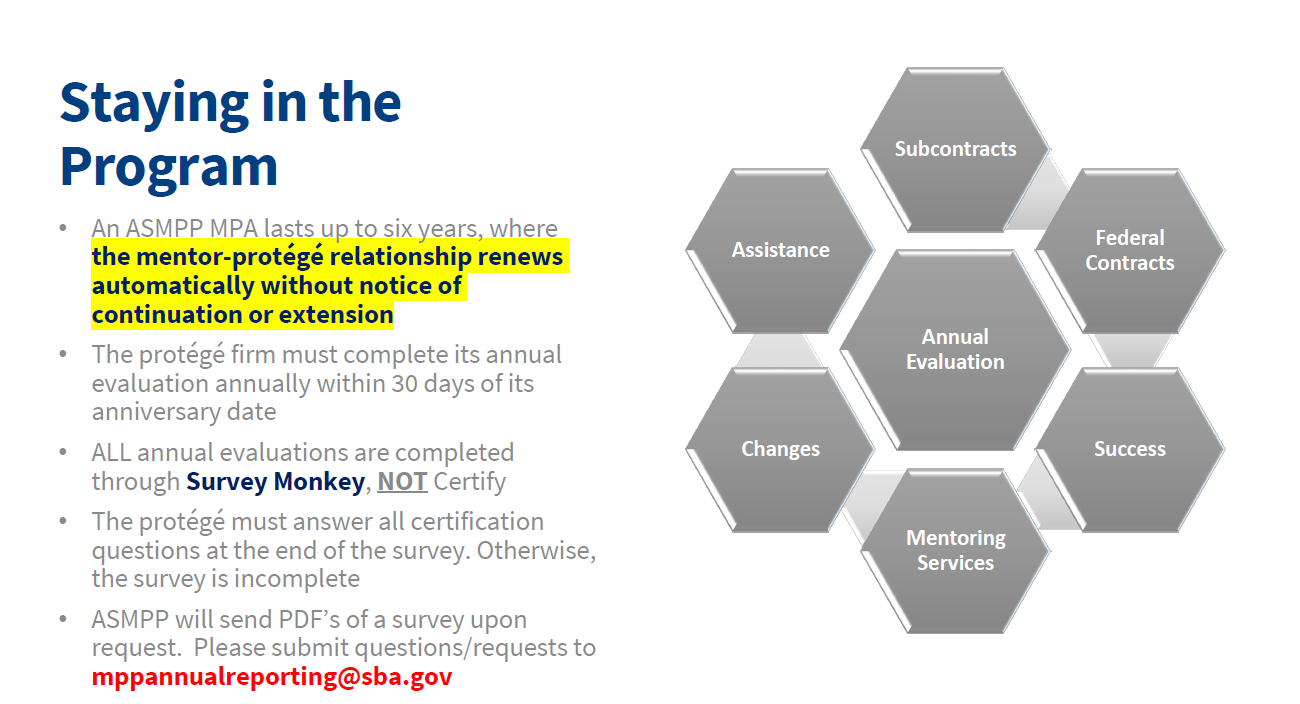 Staying in the
Program
• An ASMPP MPA lasts up to six years, where
the mentor-protégé relationship renews
automatically without notice of
continuation or extension
• The protégé firm must complete its annual
evaluation annually within 30 days of its
anniversary date
• ALL annual evaluations are completed
through Survey Monkey, NOT Certify
• The protégé must answer all certification
questions at the end of the survey. Otherwise,
the survey is incomplete
• ASMPP will send PDF’s of a survey upon
request.  Please submit questions/requests to
mppannualreporting@sba.gov
Subcontracts
Assistance
Federal
Contracts
Annual
Evaluation
Changes
Success
Mentoring
Services